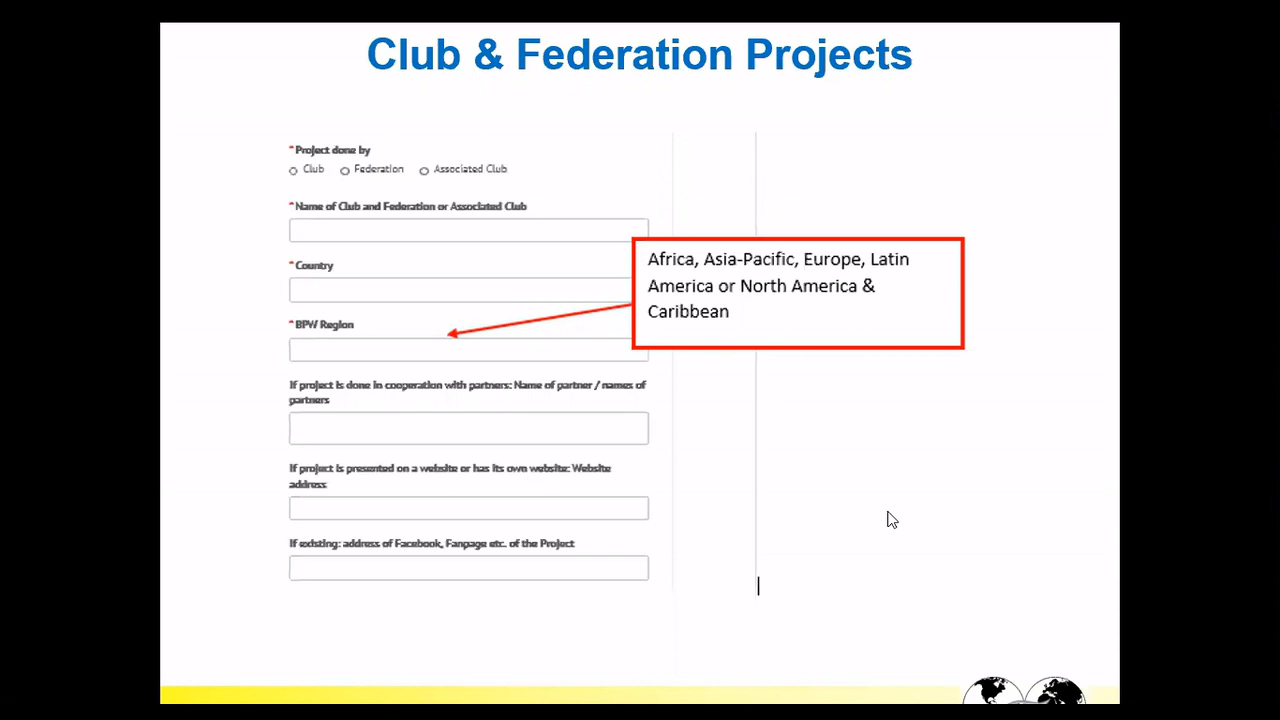 Club & Federation Projects
*Project done by
Club Federation Associated Club
*Name of Club and Federation or Associated Club
*Country
*BPW Region
Africa, Asia-Pacific, Europe, Latin
America or North America &
Caribbean
If project is done in cooperation with partners: Name of partner / names of
partners
If project is presented on a website or has its own website: Website
address
If existing: address of Facebook, Fanpage etc. of the Project